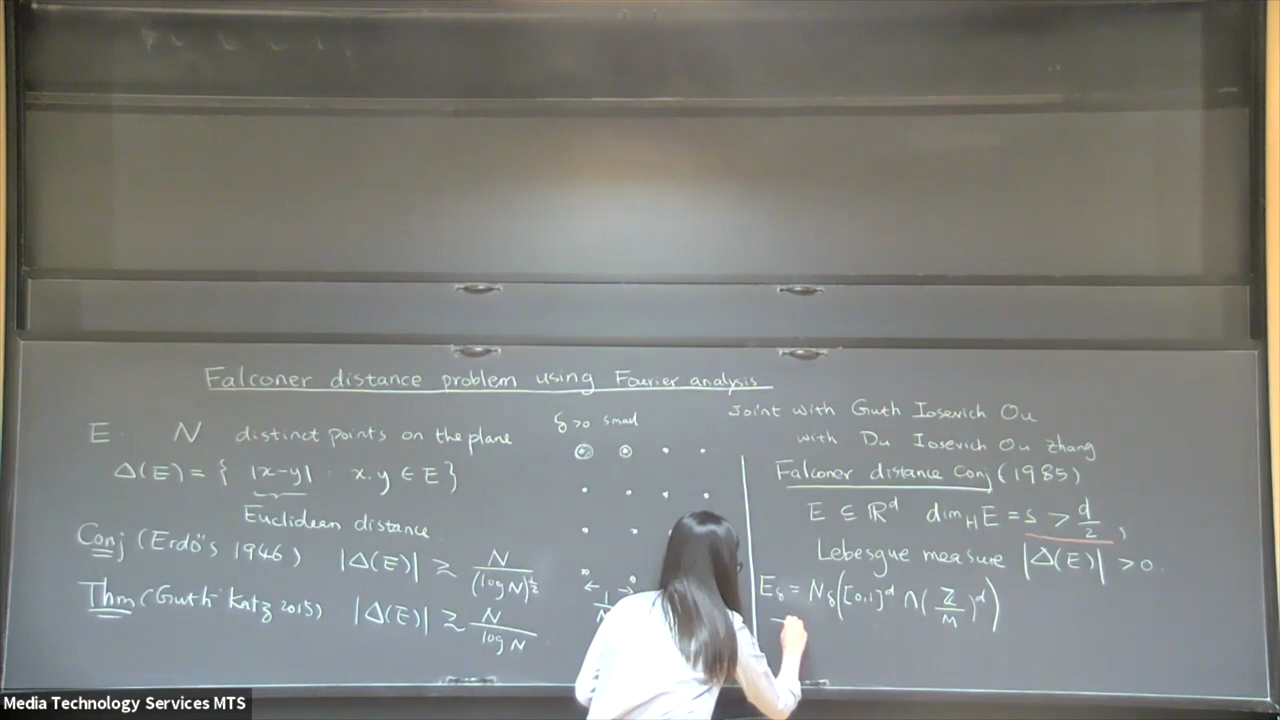 Falconer distance problem using Fourier analysis
E. N distinct points on the plane
Δ(E) = { |x-y| : x,y ∈ E }
Euclidean distance
Conj (Erdö's 1946) |Δ(E)| ≳ N/(log N)^{1/2}
Thm (Guth-Katz 2015) |Δ(E)| ≳ N/log N
δ>0 small
Joint with Guth Iosevich Ou
with Du Iosevich Ou Zhang
Falconer distance Conj (1985)
E ⊆ ℝ^d dim_H E = s > d/2,
Lebesgue measure |Δ(E)| > 0.
E_δ = N_δ([0,1]^d ∩ (Z/M)^d)
Media Technology Services MTS